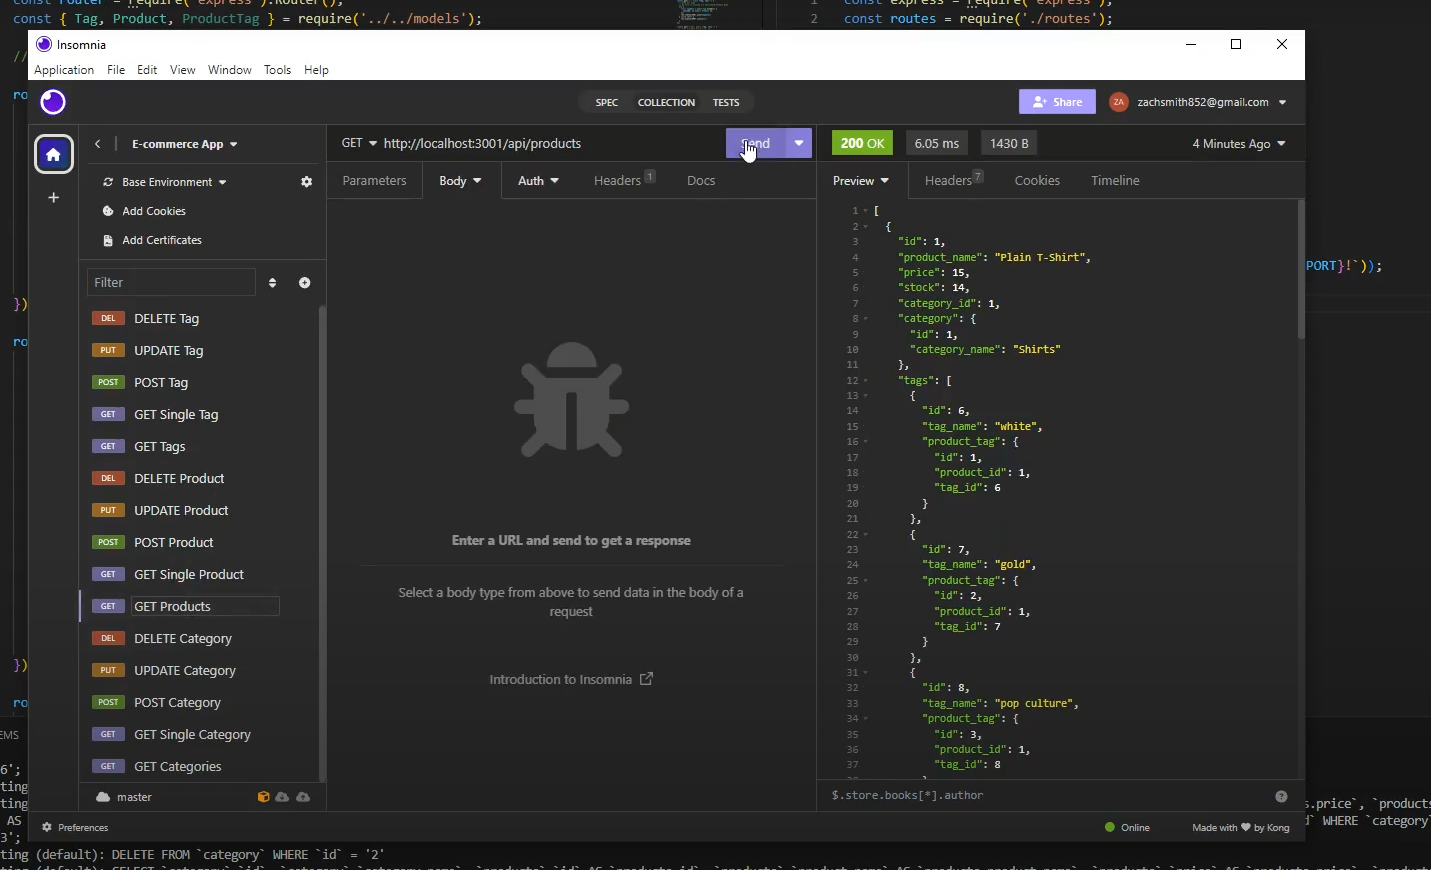 const { Tag, Product, ProductTag } = require('../../models');
2 const routes = require('./routes');
Insomnia
Application File Edit View Window Tools Help
SPEC COLLECTION TESTS
Share
ZA zachsmith852@gmail.com
E-commerce App
GET http://localhost:3001/api/products
Send
200 OK 6.05 ms 1430 B 4 Minutes Ago
Base Environment
Add Cookies
Add Certificates
Parameters Body Auth Headers 1 Docs
Preview Headers 7 Cookies Timeline
Filter
DEL DELETE Tag
PUT UPDATE Tag
POST POST Tag
GET GET Single Tag
GET GET Tags
DEL DELETE Product
PUT UPDATE Product
POST POST Product
GET GET Single Product
GET GET Products
DEL DELETE Category
PUT UPDATE Category
POST POST Category
GET GET Single Category
GET GET Categories
master
Enter a URL and send to get a response
Select a body type from above to send data in the body of a
request
Introduction to Insomnia
1 [
2 {
3 "id": 1,
4 "product_name": "Plain T-Shirt",
5 "price": 15,
6 "stock": 14,
7 "category_id": 1,
8 "category": {
9 "id": 1,
10 "category_name": "Shirts"
11 },
12 "tags": [
13 {
14 "id": 6,
15 "tag_name": "white",
16 "product_tag": {
17 "id": 1,
18 "product_id": 1,
19 "tag_id": 6
20 }
21 },
22 {
23 "id": 7,
24 "tag_name": "gold",
25 "product_tag": {
26 "id": 2,
27 "product_id": 1,
28 "tag_id": 7
29 }
30 },
31 {
32 "id": 8,
33 "tag_name": "pop culture",
34 "product_tag": {
35 "id": 3,
36 "product_id": 1,
37 "tag_id": 8
$.store.books[*].author
PORT}!`));
Preferences
Online
Made with ♥ by Kong
//
ro
})
ro
})
ro
EMS
6';
ting
ting
AS
3';
s.price`, `products
WHERE `category`
ting (default): DELETE FROM `category` WHERE `id` = '2'